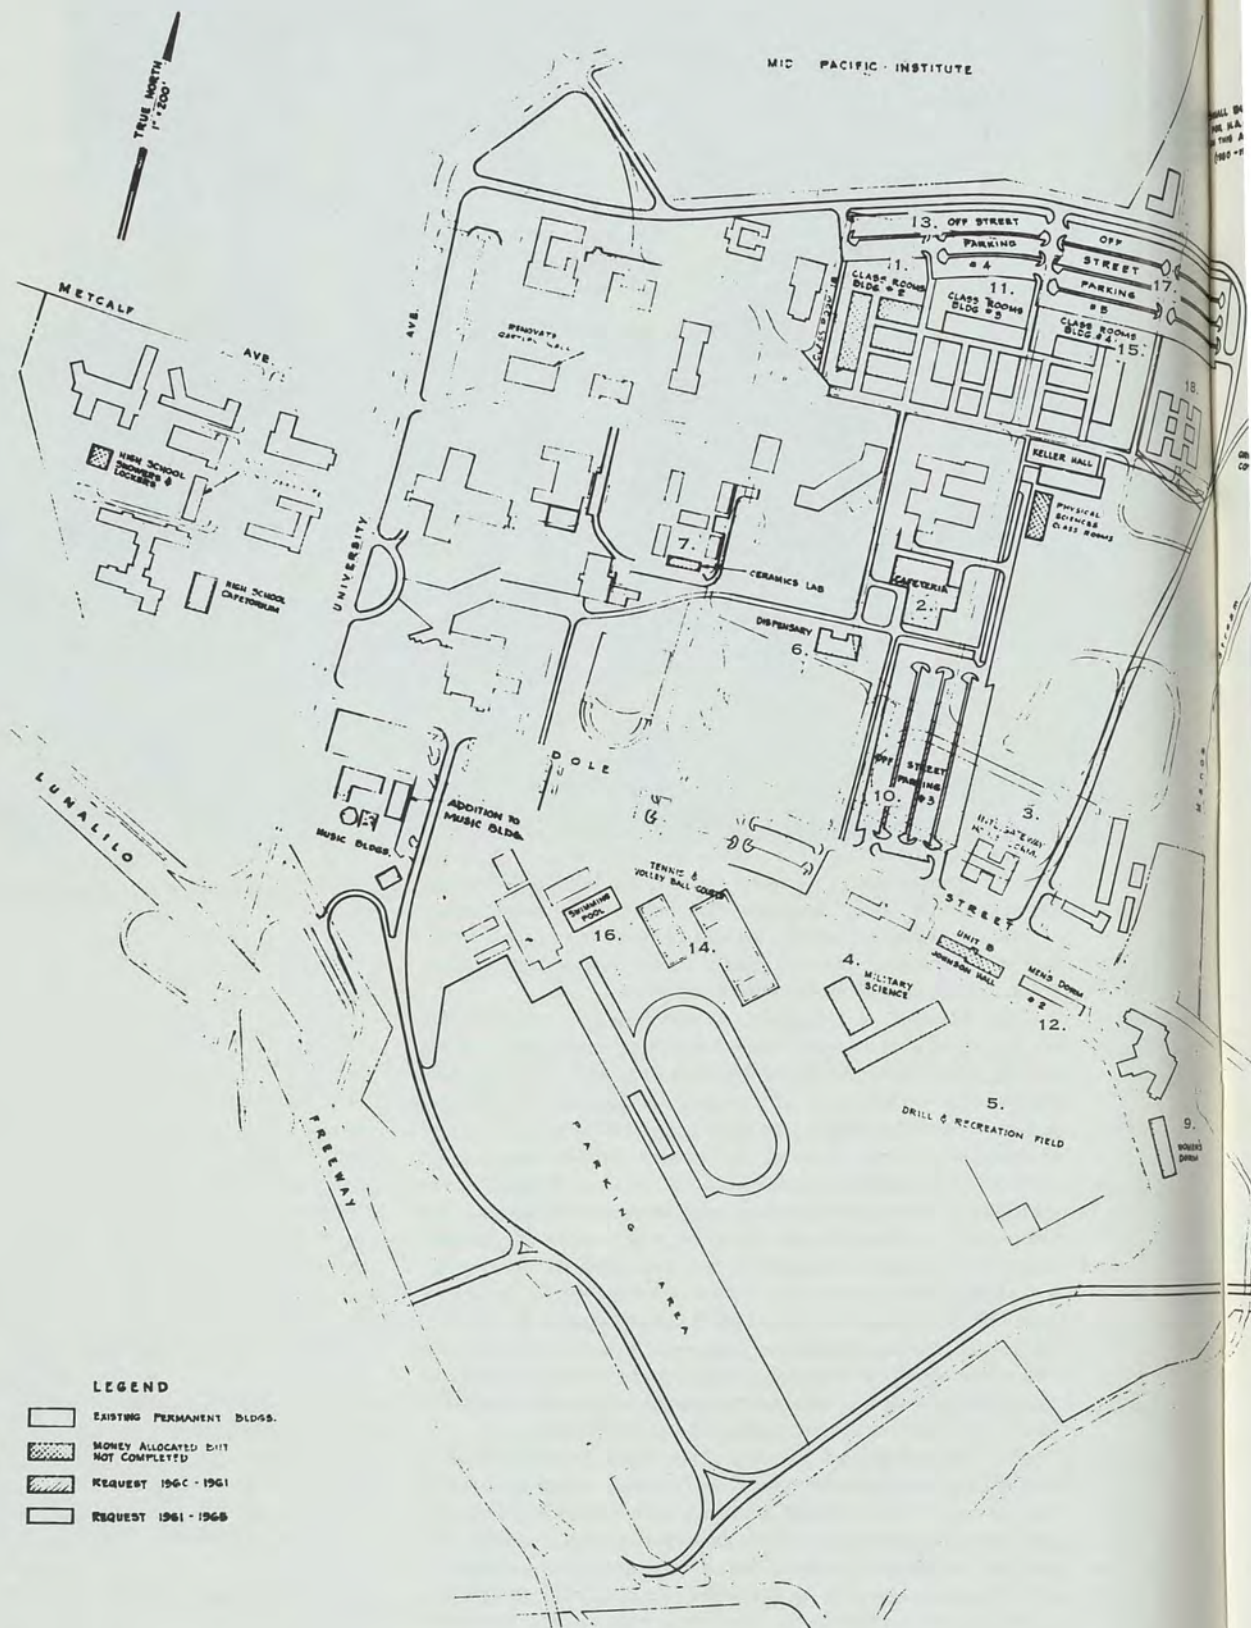 MID PACIFIC INSTITUTE
TRUE NORTH
1" = 200'
METCALF AVE.
UNIVERSITY AVE.
13. OFF STREET
PARKING
# 4
OFF
STREET
PARKING
# 5
17.
1.
CLASS ROOMS
BLDG # 2
11.
CLASS ROOMS
BLDG # 3
CLASS ROOMS
BLDG # 4
15.
18.
RENOVATE
HIGH SCHOOL
SHOWERS &
LOCKERS
HIGH SCHOOL
CAFETORIUM
KELLER HALL
PHYSICAL
SCIENCES
CLASS ROOMS
7.
CERAMICS LAB
CAFETERIA
2.
DISPENSARY
6.
Stream
Manoa
DOLE
STREET
OFF STREET
PARKING
# 3
10.
3.
LUNALILO
FREEWAY
MUSIC BLDGS.
ADDITION TO
MUSIC BLDG.
TENNIS &
VOLLEY BALL COURTS
SWIMMING
POOL
16.
14.
4.
MILITARY
SCIENCE
UNIT B
JOHNSON HALL
MENS DORM
# 2
12.
5.
DRILL & RECREATION FIELD
9.
WOMEN'S
DORM
PARKING AREA
LEGEND
EXISTING PERMANENT BLDGS.
MONEY ALLOCATED BUT
NOT COMPLETED
REQUEST 1960 - 1961
REQUEST 1961 - 1965